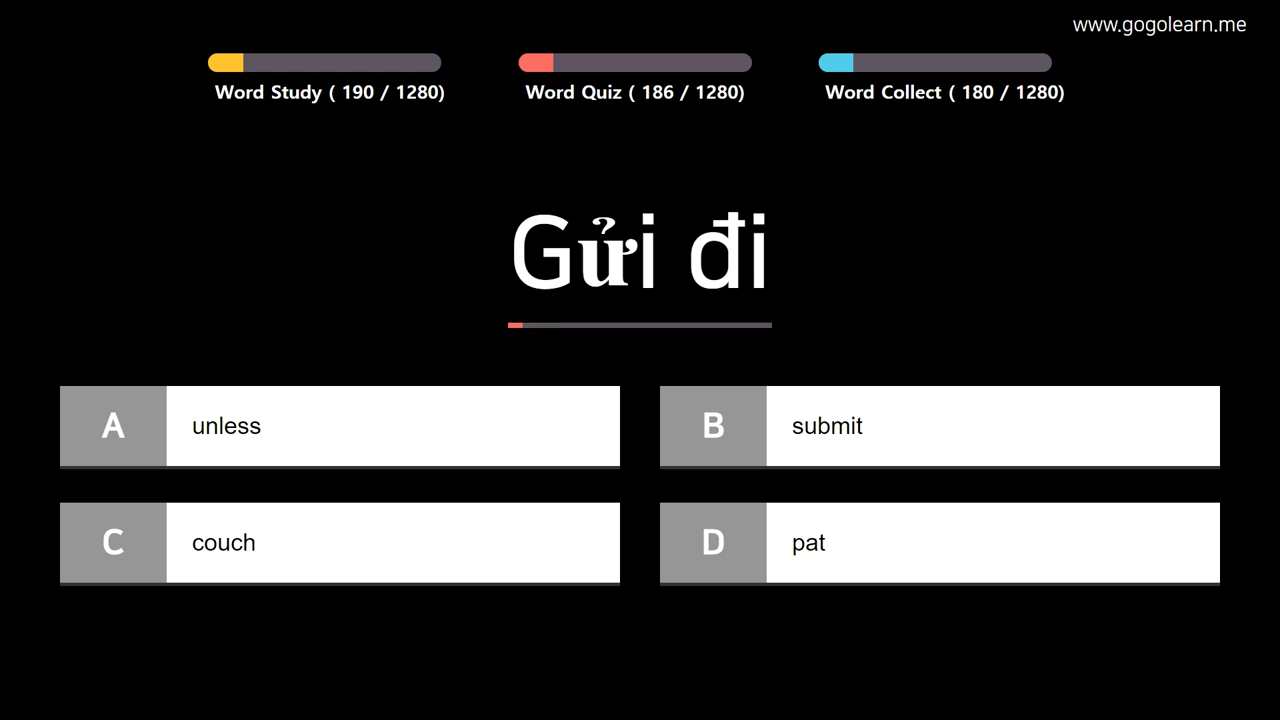 www.gogolearn.me
Word Study ( 190 / 1280)
Word Quiz ( 186 / 1280)
Word Collect ( 180 / 1280)
Gửi đi
A unless
B submit
C couch
D pat